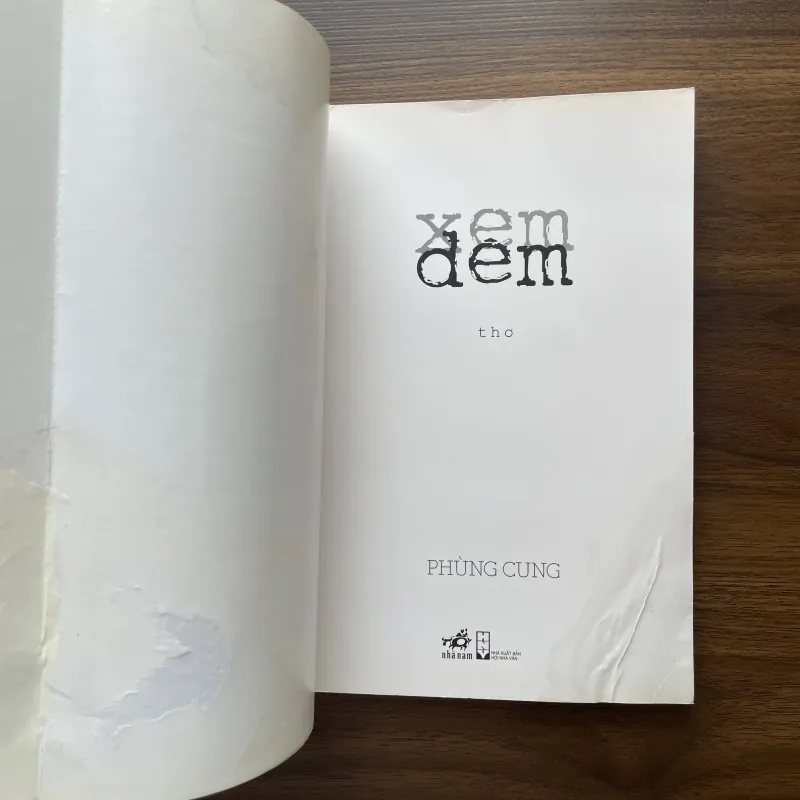 xem
đêm
thơ
PHÙNG CUNG
nhã nam
NHÀ XUẤT BẢN
HỘI NHÀ VĂN